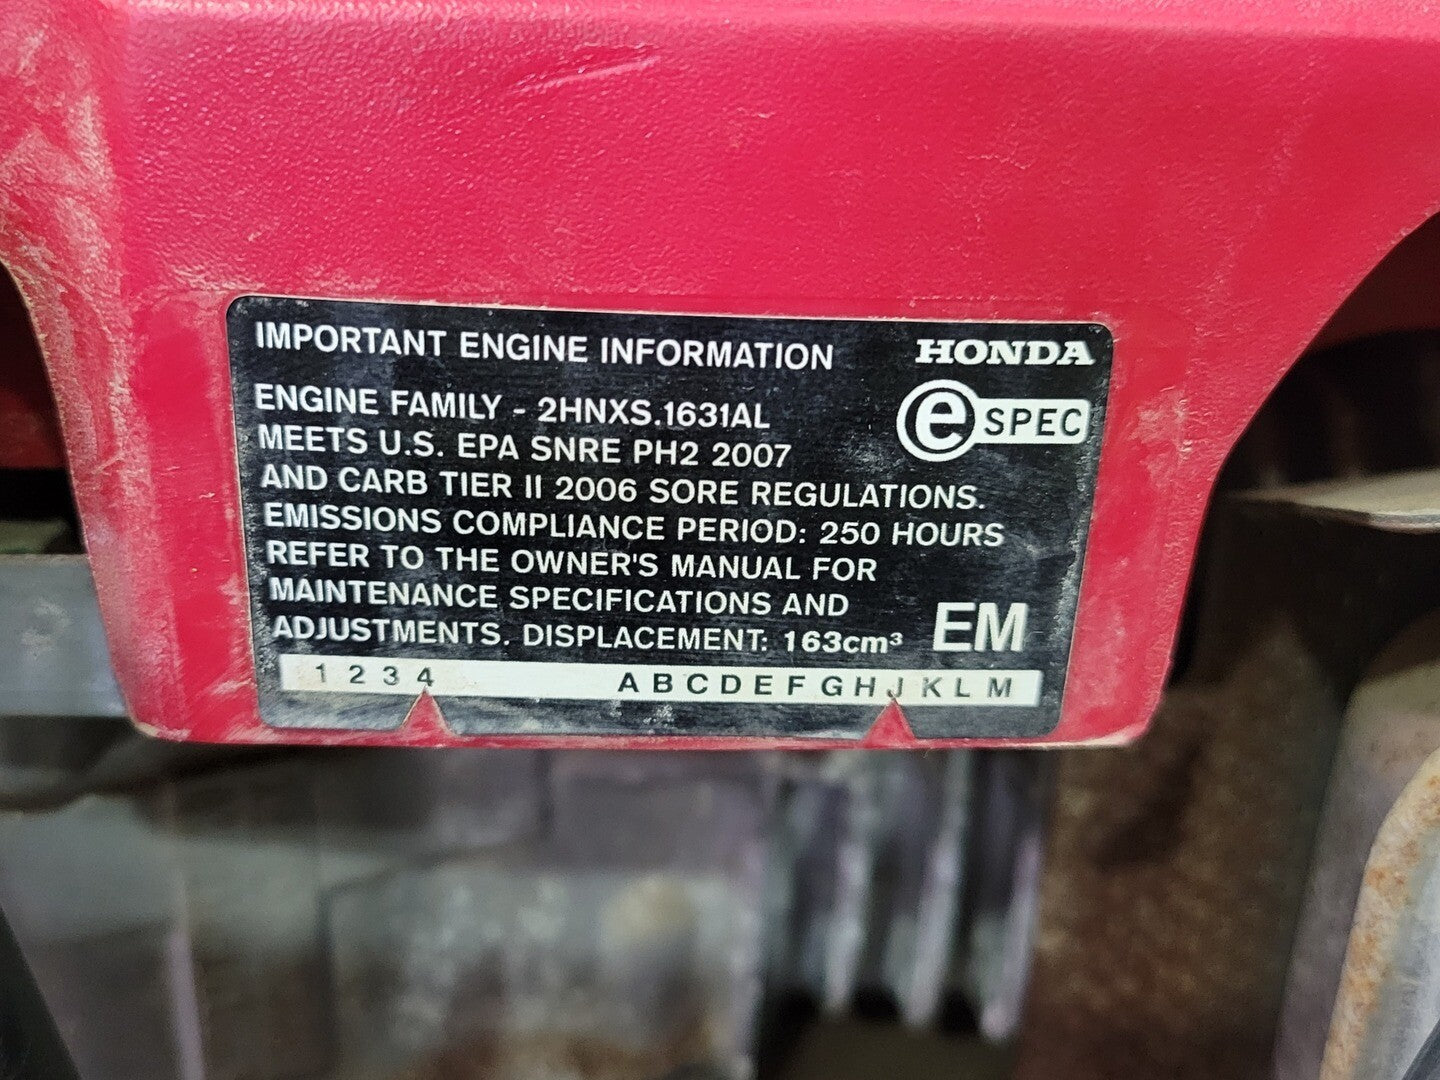 IMPORTANT ENGINE INFORMATION
HONDA
ENGINE FAMILY - 2HNXS.1631AL
e SPEC
MEETS U.S. EPA SNRE PH2 2007
AND CARB TIER II 2006 SORE REGULATIONS.
EMISSIONS COMPLIANCE PERIOD: 250 HOURS
REFER TO THE OWNER'S MANUAL FOR
MAINTENANCE SPECIFICATIONS AND
ADJUSTMENTS. DISPLACEMENT: 163cm³
EM
1 2 3 4 A B C D E F G H J K L M